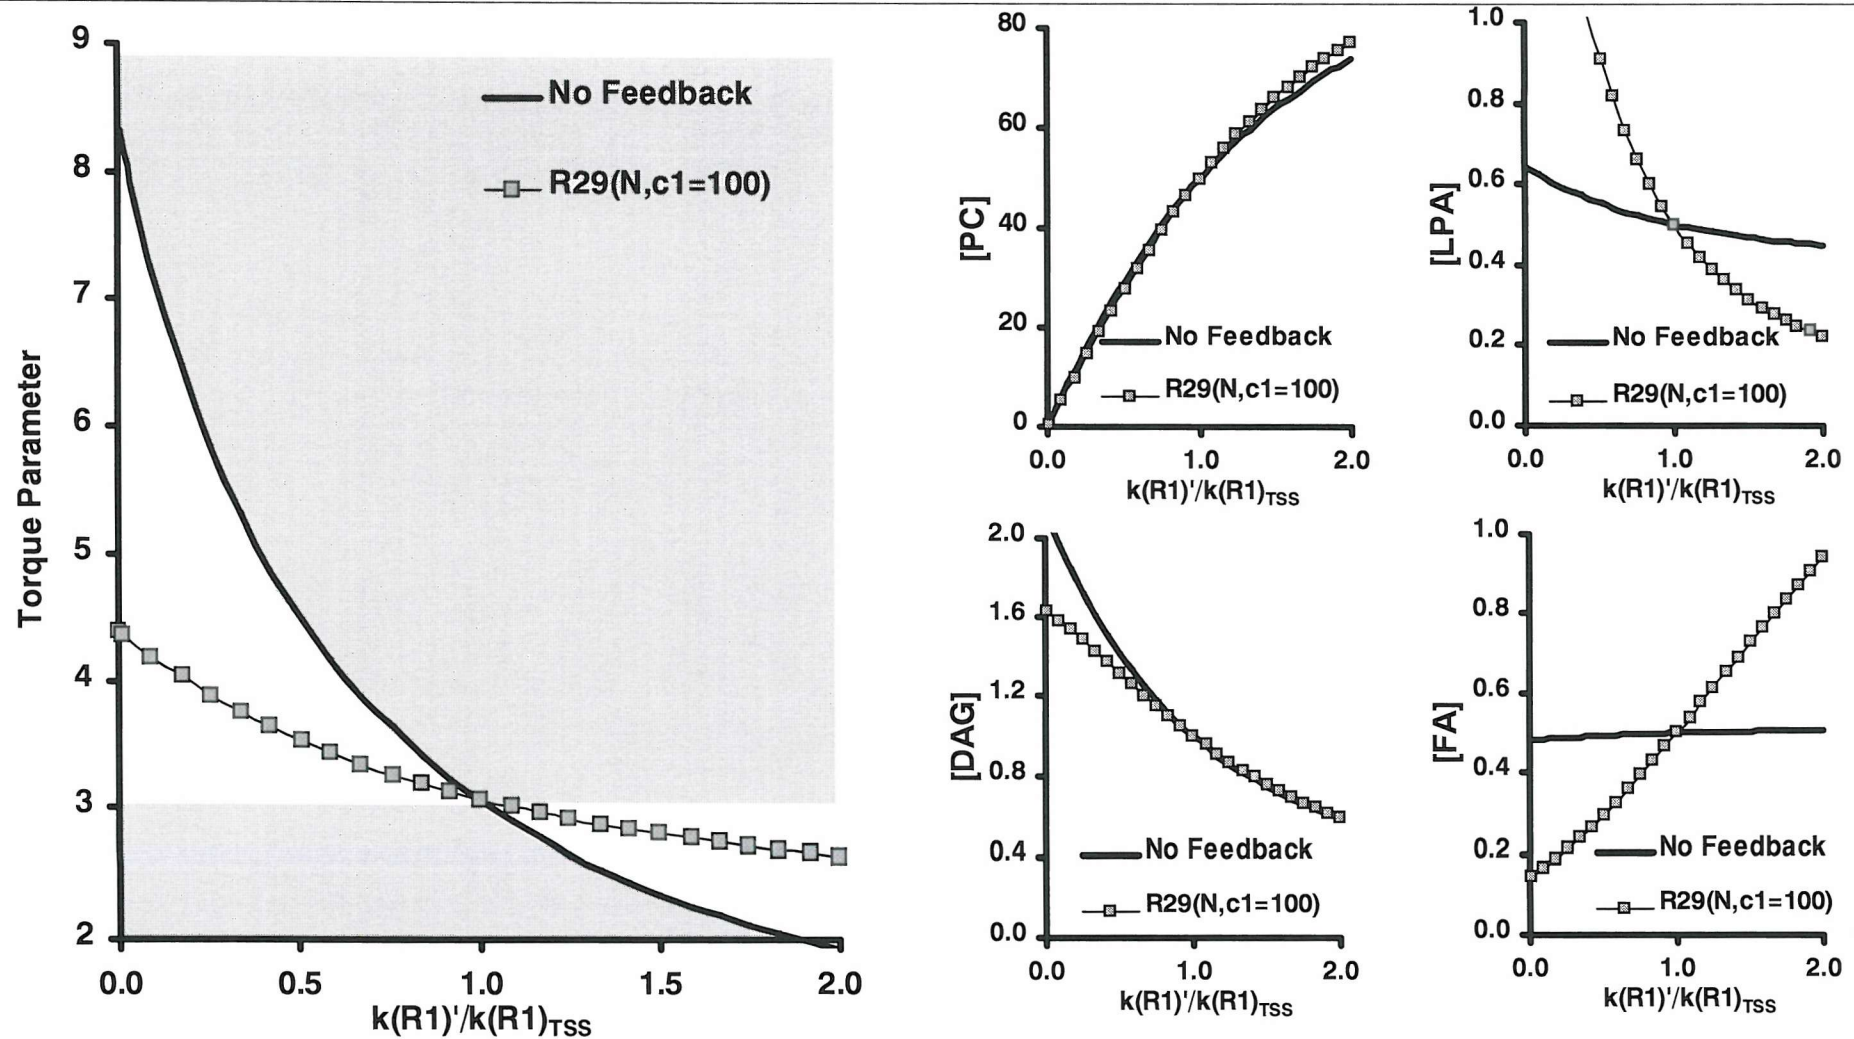 Torque Parameter
9
8
7
6
5
4
3
2
No Feedback
R29(N,c1=100)
0.0 0.5 1.0 1.5 2.0
k(R1)'/k(R1)TSS
[PC]
80
60
40
20
0
No Feedback
R29(N,c1=100)
0.0 1.0 2.0
k(R1)'/k(R1)TSS
[LPA]
1.0
0.8
0.6
0.4
0.2
0.0
No Feedback
R29(N,c1=100)
0.0 1.0 2.0
k(R1)'/k(R1)TSS
[DAG]
2.0
1.6
1.2
0.8
0.4
0.0
No Feedback
R29(N,c1=100)
0.0 1.0 2.0
k(R1)'/k(R1)TSS
[FA]
1.0
0.8
0.6
0.4
0.2
0.0
No Feedback
R29(N,c1=100)
0.0 1.0 2.0
k(R1)'/k(R1)TSS